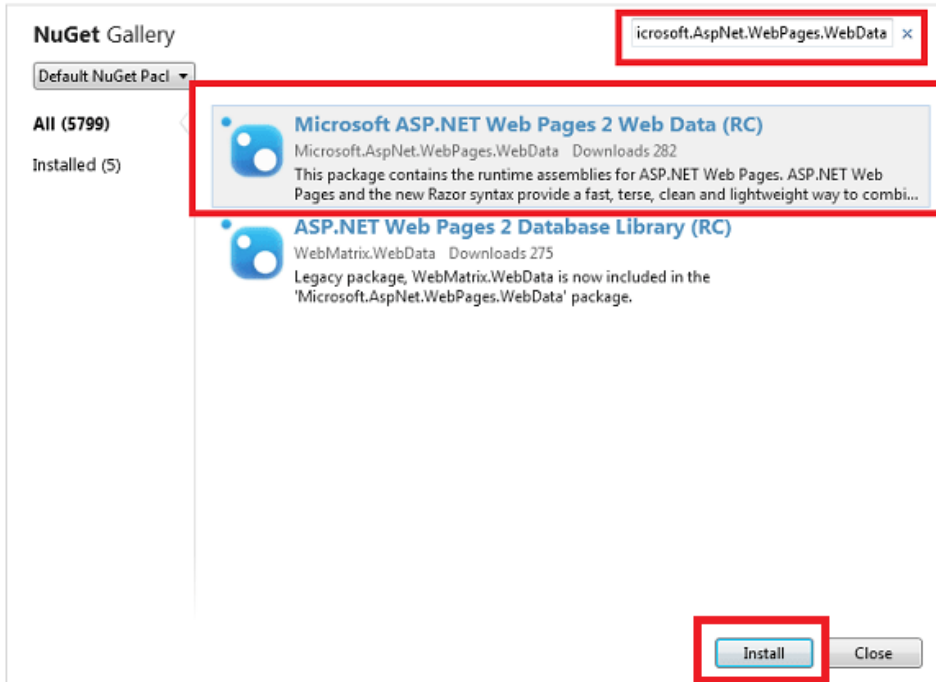 NuGet Gallery
icrosoft.AspNet.WebPages.WebData
Default NuGet Pacl
All (5799)
Installed (5)
Microsoft ASP.NET Web Pages 2 Web Data (RC)
Microsoft.AspNet.WebPages.WebData Downloads 282
This package contains the runtime assemblies for ASP.NET Web Pages. ASP.NET Web
Pages and the new Razor syntax provide a fast, terse, clean and lightweight way to combi...
ASP.NET Web Pages 2 Database Library (RC)
WebMatrix.WebData Downloads 275
Legacy package, WebMatrix.WebData is now included in the
'Microsoft.AspNet.WebPages.WebData' package.
Install
Close